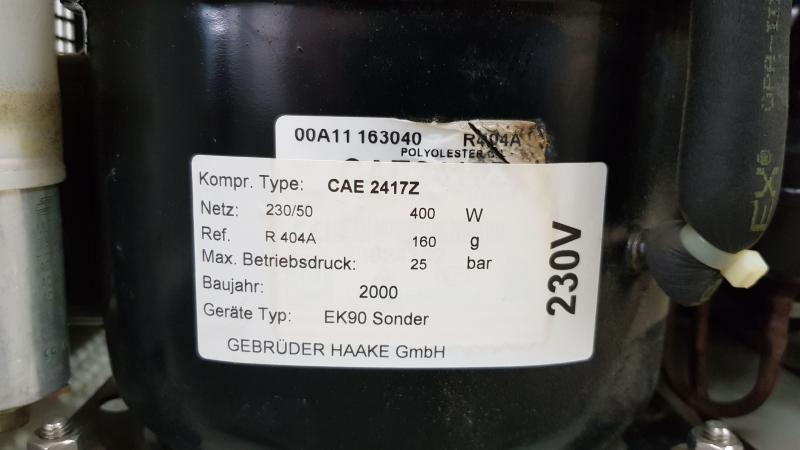 00A11 163040 R404A
POLYOLESTER
Kompr. Type: CAE 2417Z
Netz: 230/50 400 W
Ref. R 404A 160 g
Max. Betriebsdruck: 25 bar
Baujahr: 2000
Geräte Typ: EK90 Sonder
GEBRÜDER HAAKE GmbH
230V
EX®